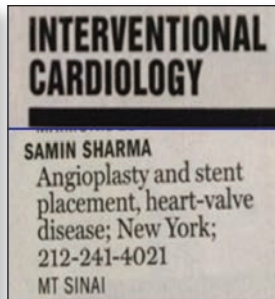 INTERVENTIONAL
CARDIOLOGY
SAMIN SHARMA
Angioplasty and stent
placement, heart-valve
disease; New York;
212-241-4021
MT SINAI